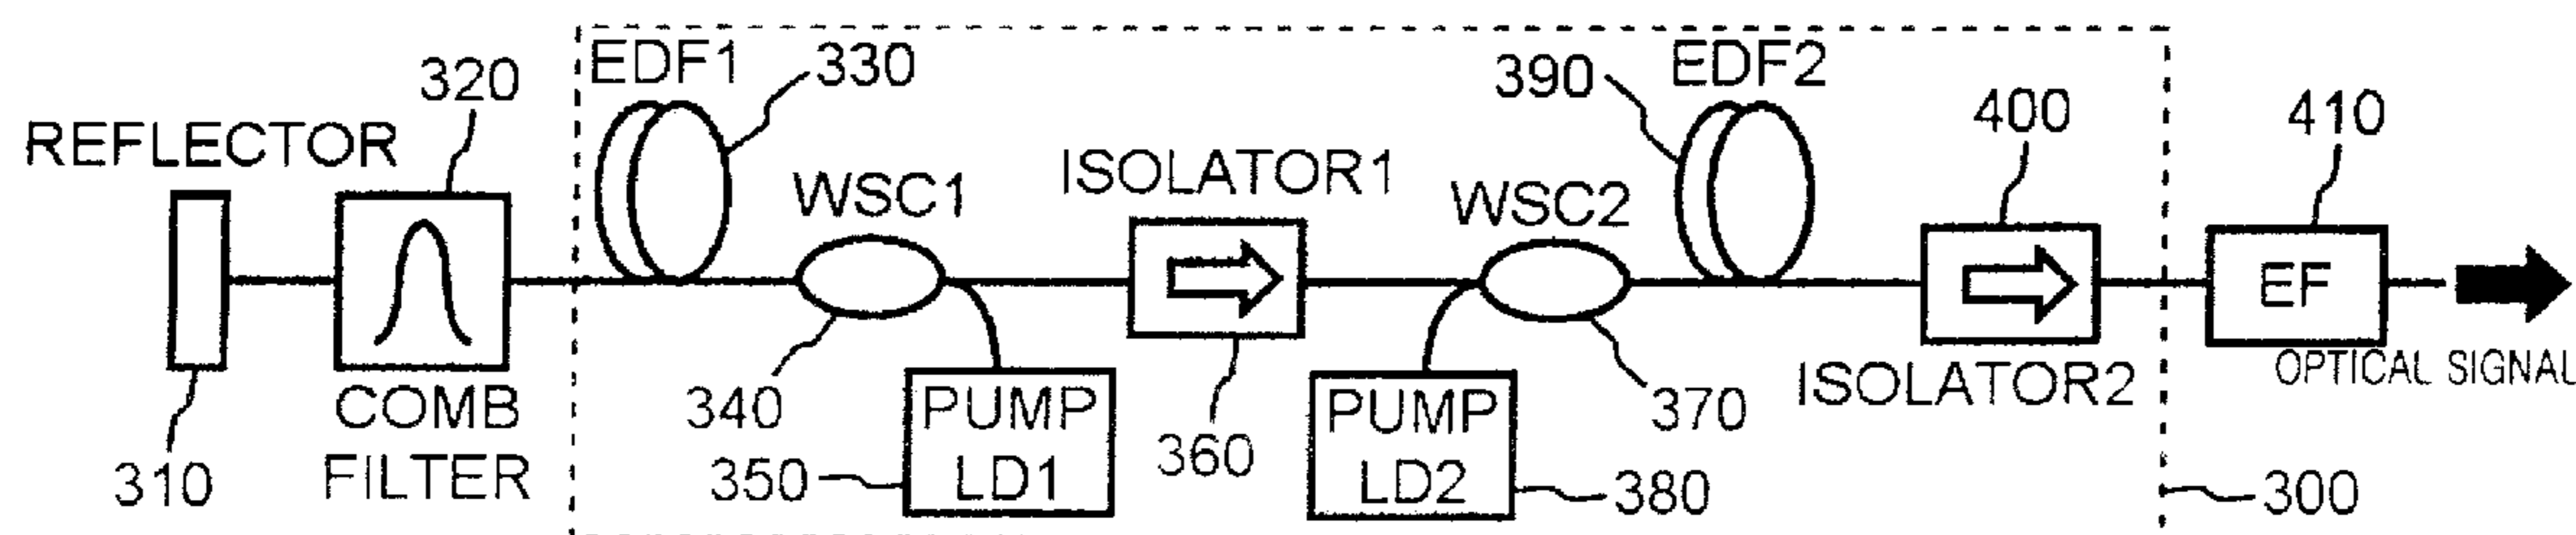 EDF1
330
EDF2
390
320
400
410
REFLECTOR
WSC1
ISOLATOR1
WSC2
EF
OPTICAL SIGNAL
COMB
FILTER
310
340
PUMP
LD1
350
360
PUMP
LD2
370
380
ISOLATOR2
300